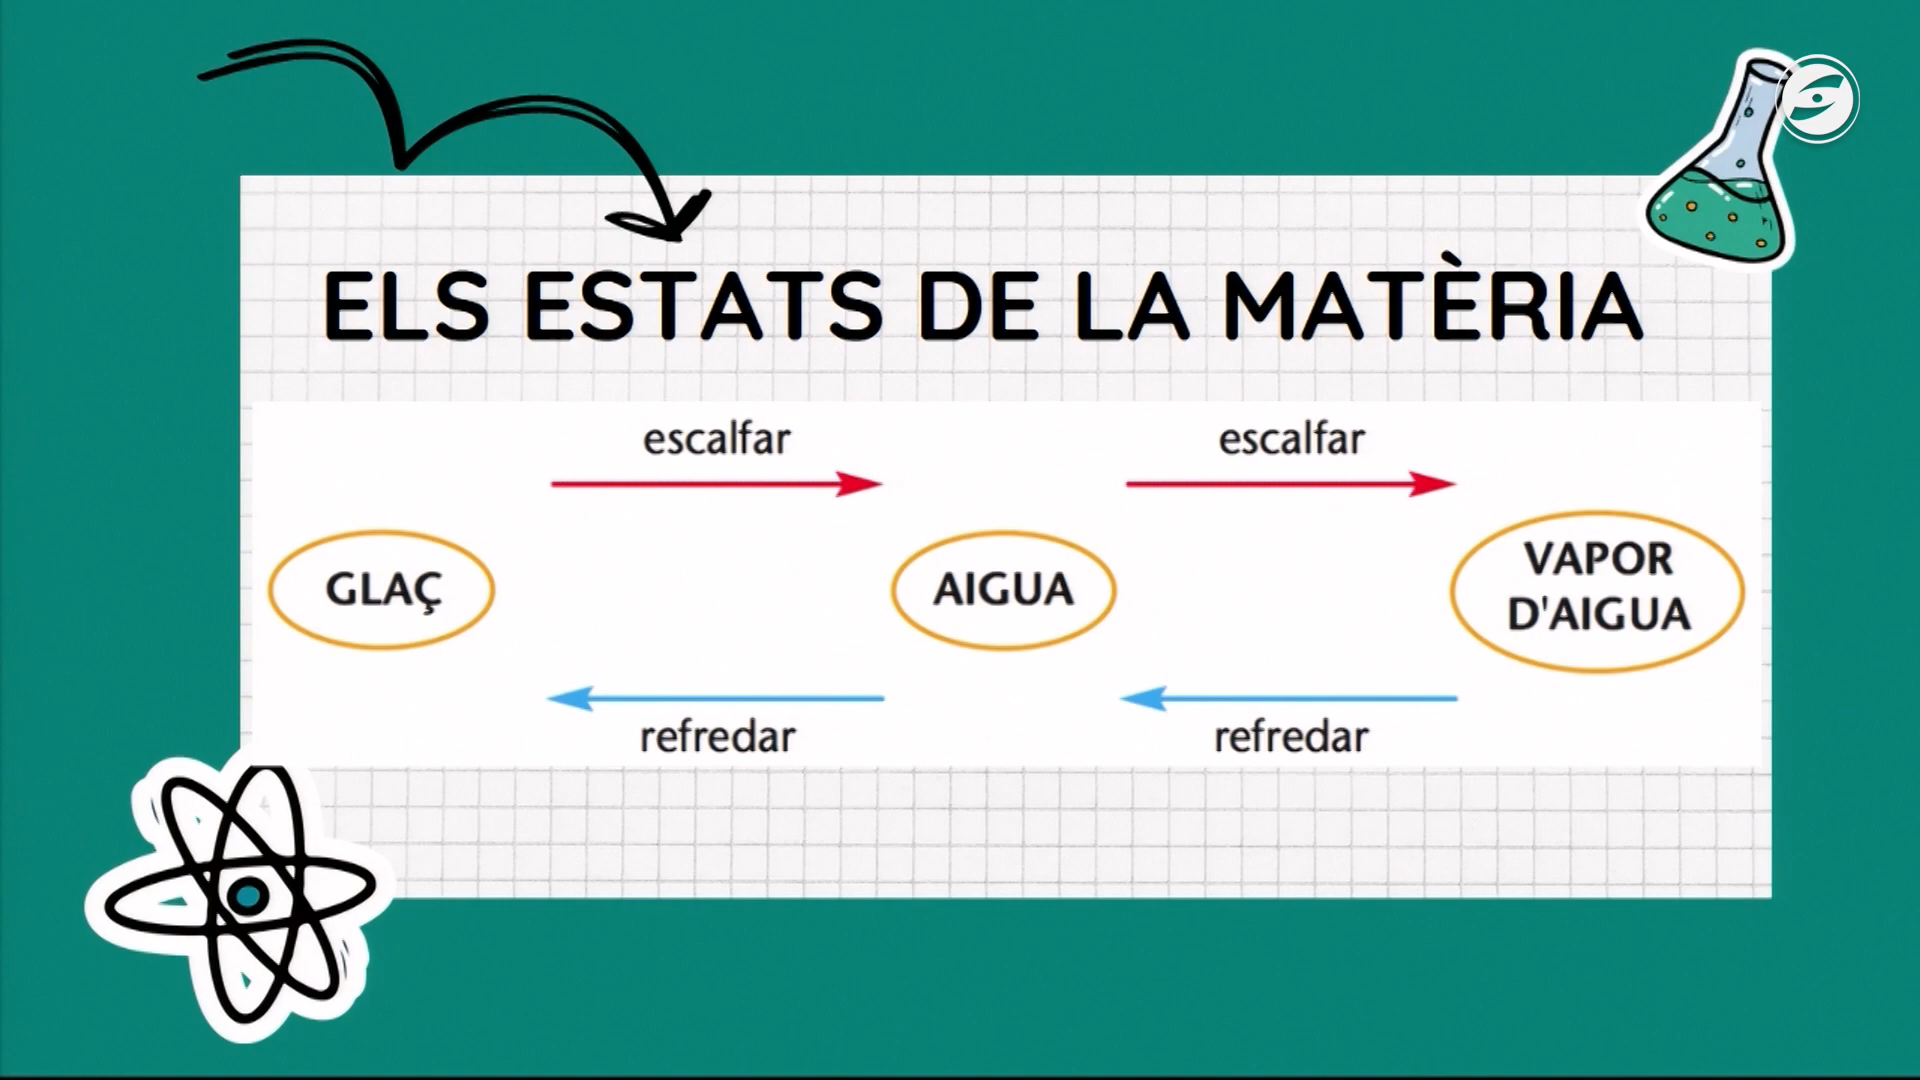 ELS ESTATS DE LA MATÈRIA
escalfar
escalfar
GLAÇ
AIGUA
VAPOR
D'AIGUA
refredar
refredar